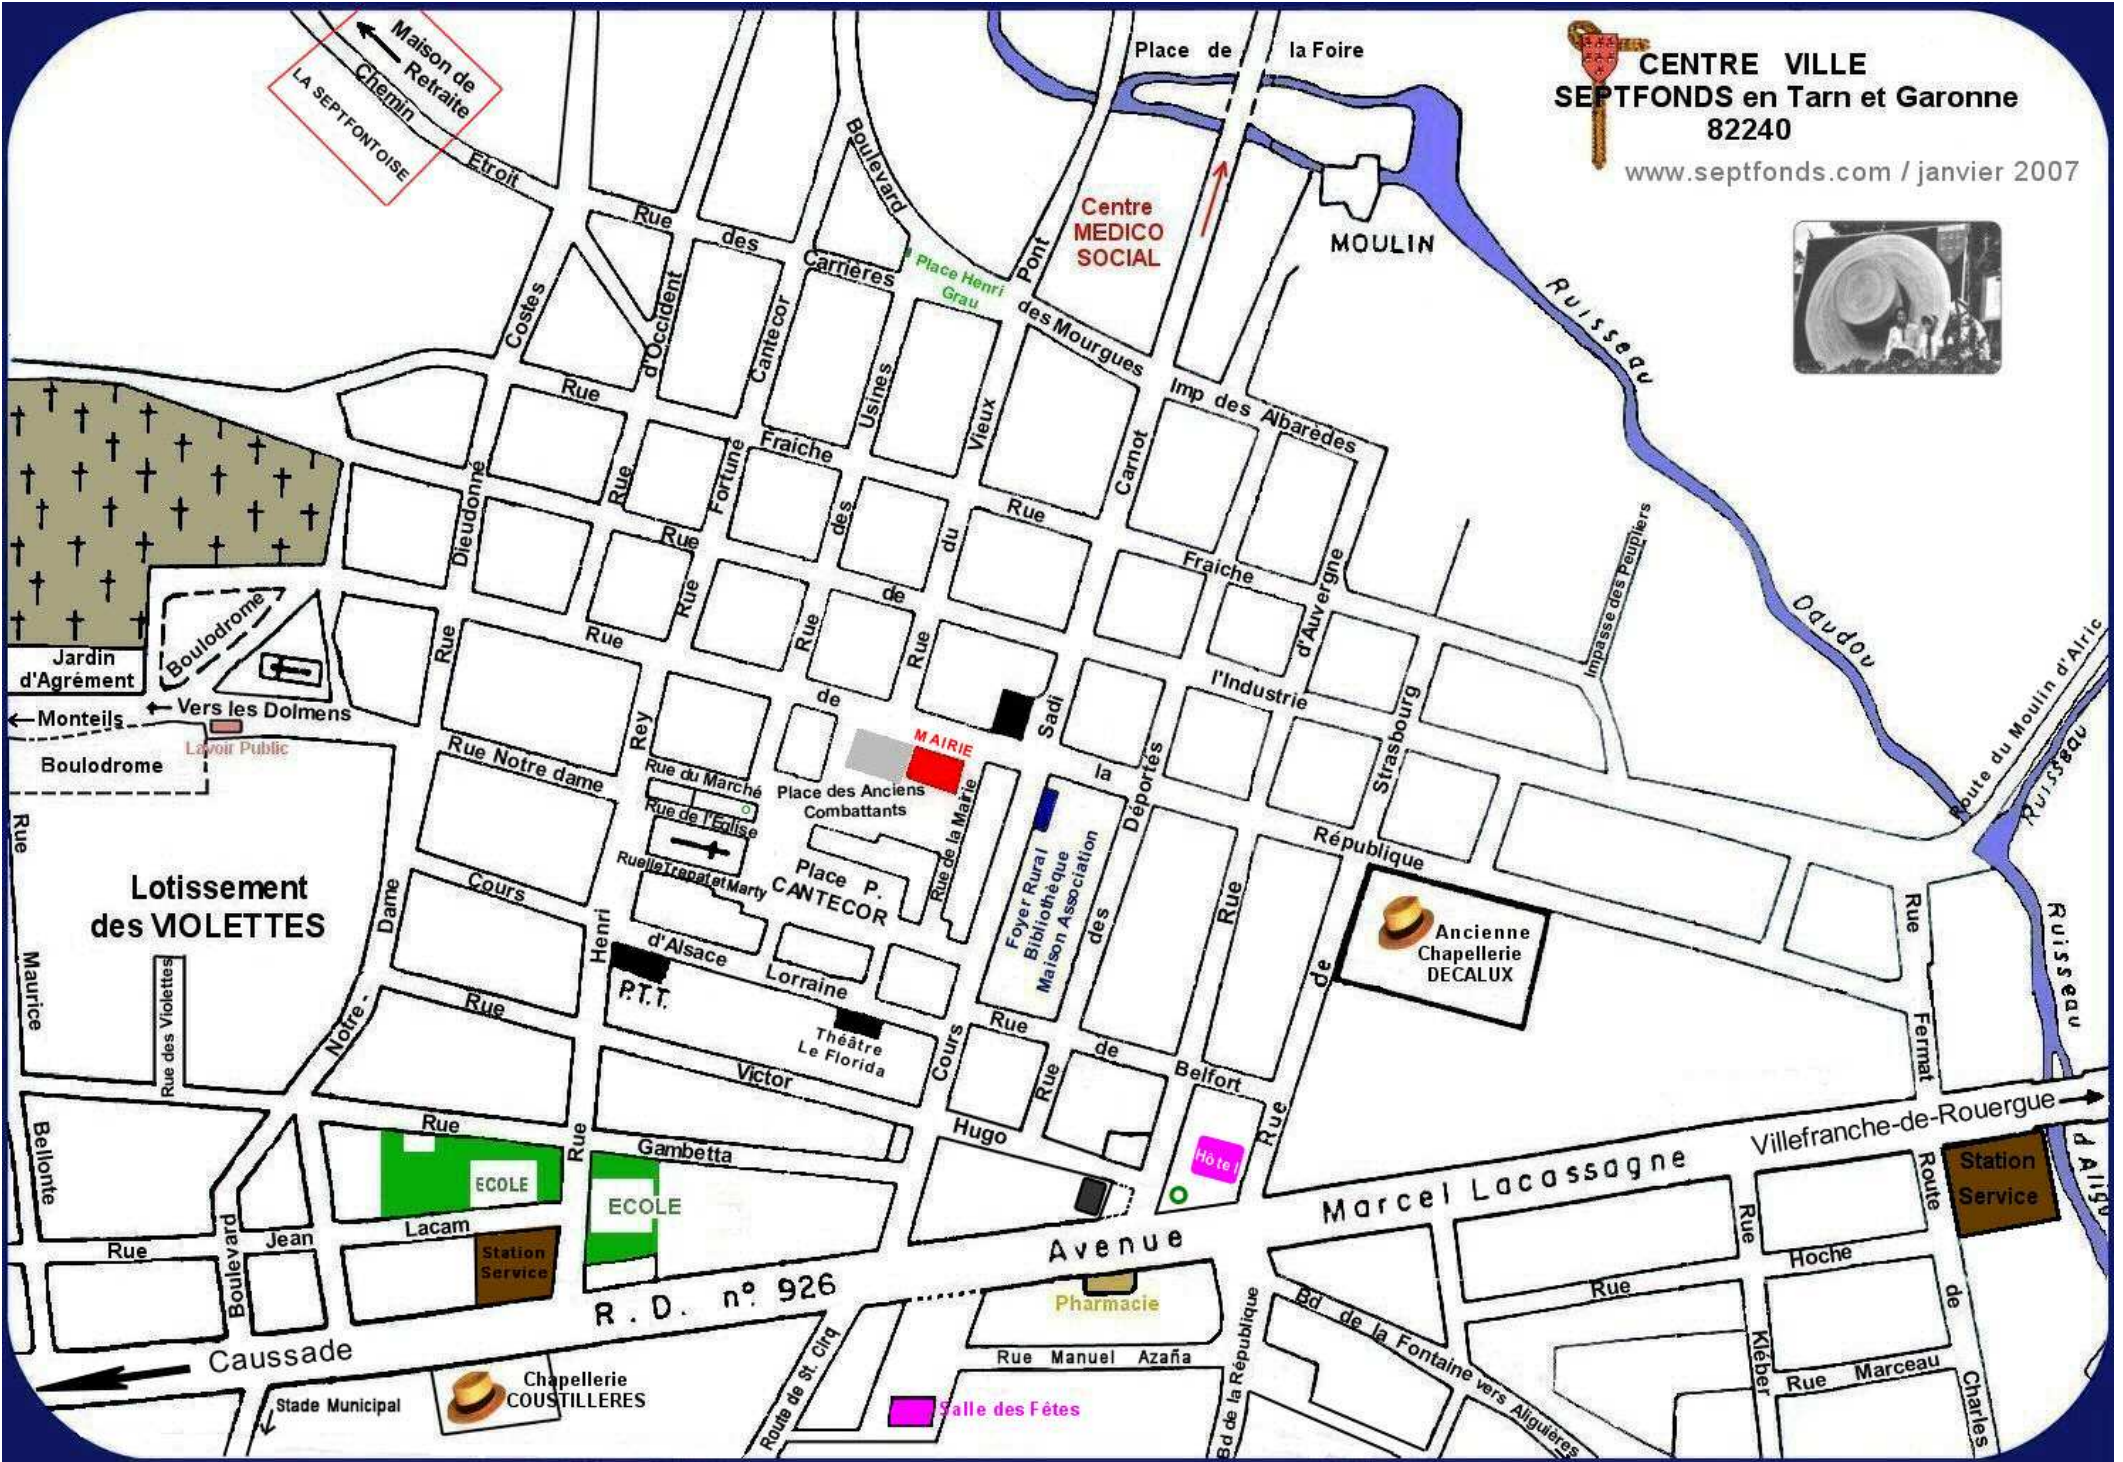 CENTRE VILLE
SEPTFONDS en Tarn et Garonne
82240
www.septfonds.com / janvier 2007
Maison de
Retraite
Chemin
LA SEPTFONTOISE
Etroit
Place de la Foire
Boulevard
Centre
MEDICO
SOCIAL
MOULIN
Rue
des
Carrières
Place Henri
Grau
Pont
des Mourgues
Ruisseau
Costes
d'Occident
Cantecor
Usines
Vieux
Carnot
Imp des Albarèdes
Rue
Fraiche
Fortuné
Rue
Dieudonné
Rue
des
du
Rue
Fraiche
Rue
de
d'Auvergne
Impasse des Peupliers
Daudou
Route du Moulin d'Alric
Ruisseau
Boulodrome
Jardin
d'Agrément
Monteils
Vers les Dolmens
Lavoir Public
Boulodrome
Rue
Rue
Rue
Rue
Rue
de
l'Industrie
Strasbourg
Sadi
MAIRIE
la
Déportés
République
Rey
Rue Notre dame
Rue du Marché
Rue de l'Eglise
Ruelle Trepat et Marty
Place des Anciens
Combattants
Place P.
CANTECOR
Rue de la Mairie
Foyer Rural
Bibliothèque
Maison Association
des
Rue
de
Ancienne
Chapellerie
DECALUX
Rue
Fermat
Ruisseau
d'Aligu
Rue
Maurice
Bellonte
Lotissement
des VIOLETTES
Rue des Violettes
Dame
Notre -
Cours
Henri
d'Alsace
Lorraine
P.T.T.
Théâtre
Le Florida
Cours
Rue
Victor
Hugo
Rue
de
Belfort
Rue
Rue
Hôtel
Rue
Gambetta
Rue
ECOLE
ECOLE
Rue
Jean
Lacam
Boulevard
Station
Service
R.D. nº 926
Avenue
Marcel Lacassagne
Villefranche-de-Rouergue
Station
Service
Caussade
Stade Municipal
Chapellerie
COUSTILLERES
Route de St. Cirq
Pharmacie
Rue Manuel Azaña
Salle des Fêtes
Bd de la République
Bd de la Fontaine vers Aliguières
Rue
Hoche
Rue
Kléber
Rue Marceau
Route
de
Charles